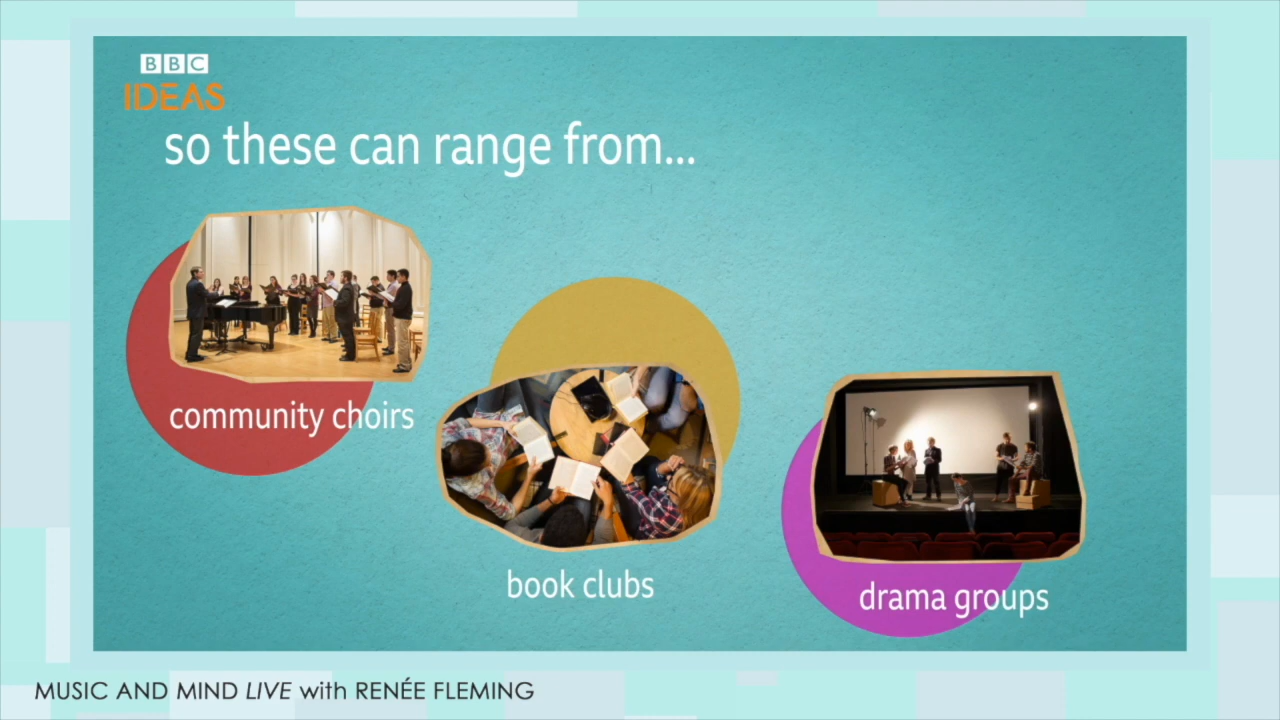 BBC
IDEAS
so these can range from...
community choirs
book clubs
drama groups
MUSIC AND MIND LIVE with RENÉE FLEMING